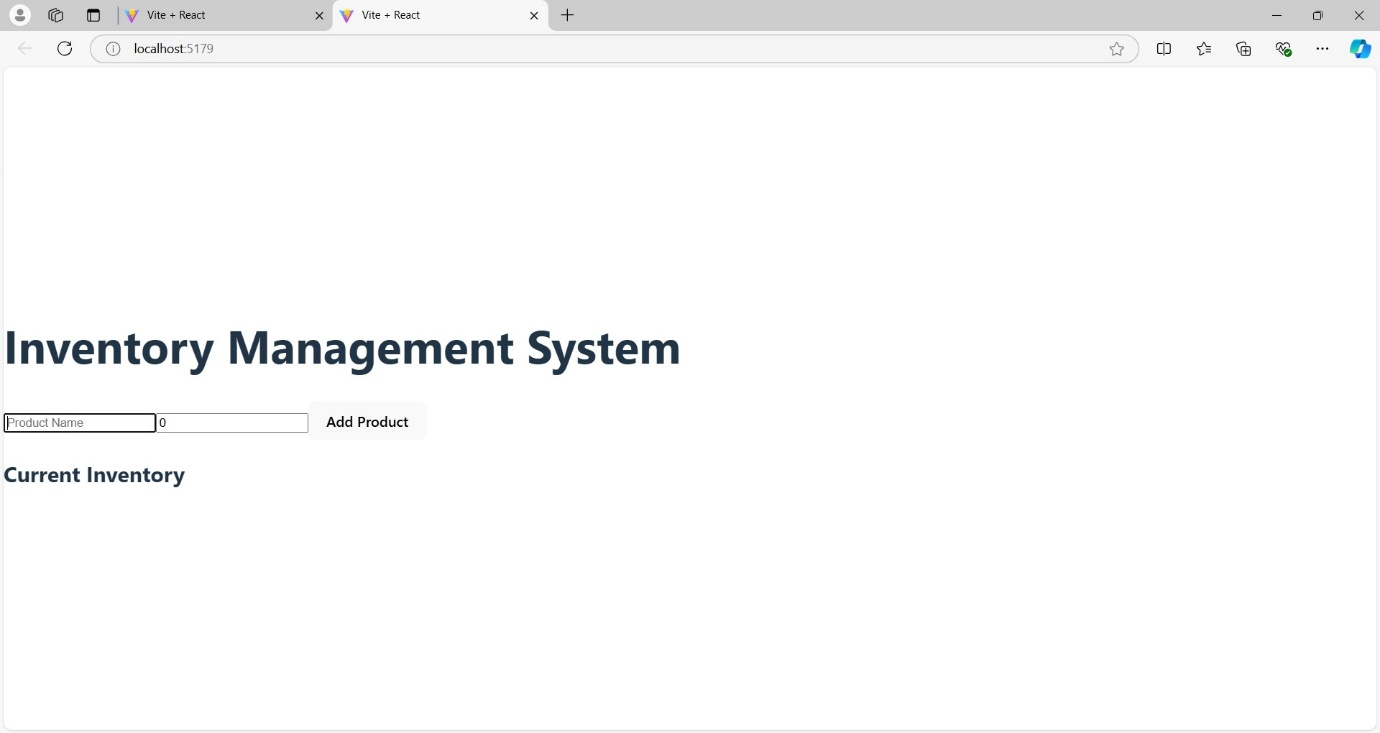 Vite + React
Vite + React
localhost:5179
Inventory Management System
Product Name
0
Add Product
Current Inventory